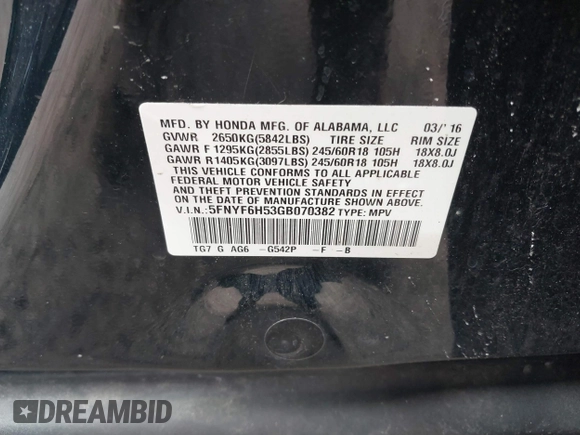 MFD. BY HONDA MFG. OF ALABAMA, LLC 03/'16
GVWR 2650KG(5842LBS) TIRE SIZE RIM SIZE
GAWR F 1295KG(2855LBS) 245/60R18 105H 18X8.0J
GAWR R 1405KG(3097LBS) 245/60R18 105H 18X8.0J
THIS VEHICLE CONFORMS TO ALL APPLICABLE
FEDERAL MOTOR VEHICLE SAFETY
AND THEFT PREVENTION STANDARDS IN EFFECT
ON THE DATE OF MANUFACTURE SHOWN ABOVE.
V.I.N.: 5FNYF6H53GB070382 TYPE: MPV
TG7 G AG6 -G542P -F -B
DREAMBID